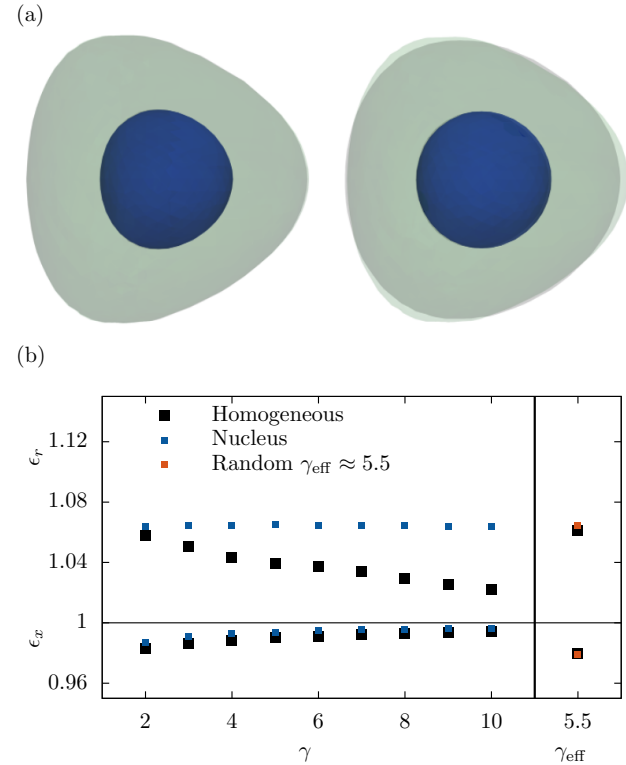 (a)
(b)
Homogeneous
Nucleus
Random γeff ≈ 5.5
ϵr
1.12
1.08
1.04
1
ϵx
0.96
2 4 6 8 10 5.5
γ γeff